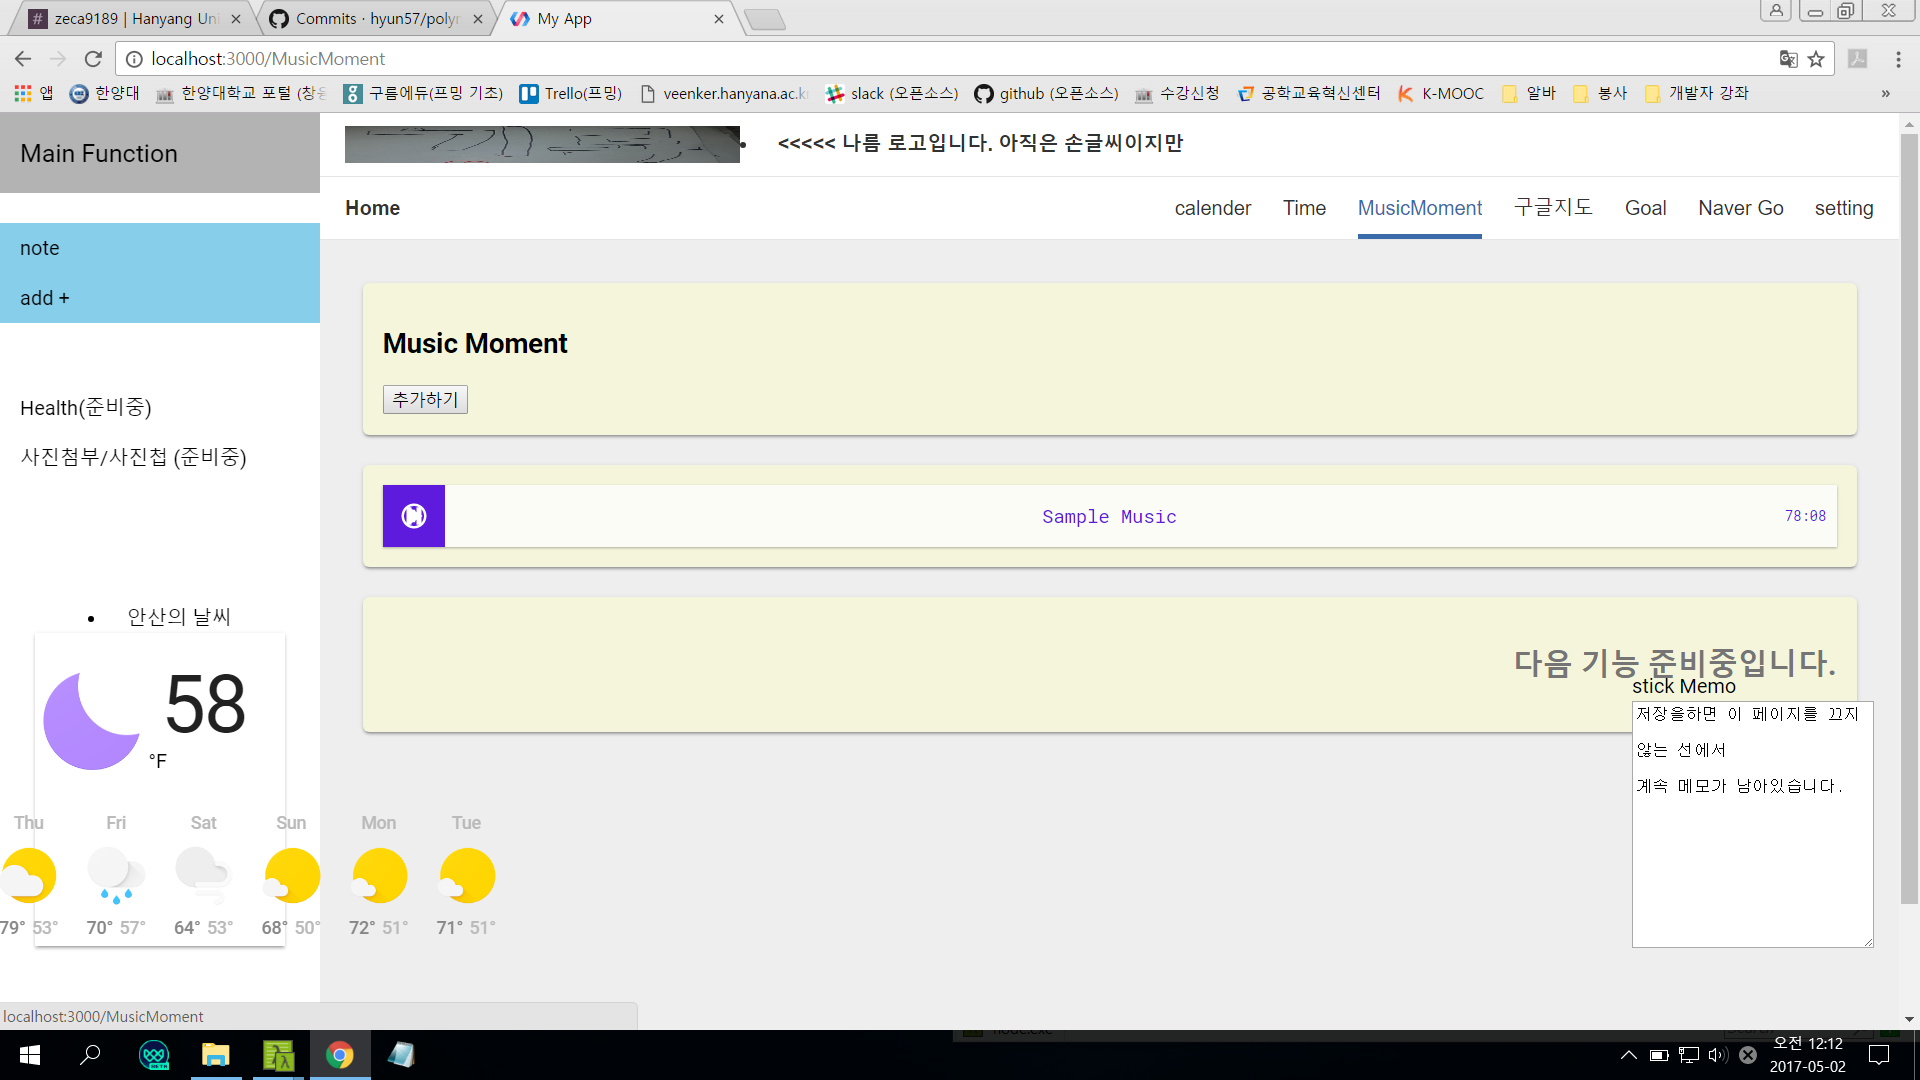 zeca9189 | Hanyang Uni
Commits · hyun57/polym
My App
localhost:3000/MusicMoment
앱
한양대
한양대학교 포털 (창의
구름에듀(프밍 기초)
Trello(프밍)
veenker.hanyana.ac.kr
slack (오픈소스)
github (오픈소스)
수강신청
공학교육혁신센터
K-MOOC
알바
봉사
개발자 강좌
»
Main Function
<<<<< 나름 로고입니다. 아직은 손글씨이지만
Home
calender
Time
MusicMoment
구글지도
Goal
Naver Go
setting
note
add +
Health(준비중)
사진첨부/사진첩 (준비중)
Music Moment
추가하기
Sample Music
78:08
다음 기능 준비중입니다.
안산의 날씨
58
°F
Thu Fri Sat Sun Mon Tue
79° 53° 70° 57° 64° 53° 68° 50° 72° 51° 71° 51°
stick Memo
저장을하면 이 페이지를 끄지
않는 선에서
계속 메모가 남아있습니다.
localhost:3000/MusicMoment
오전 12:12
2017-05-02